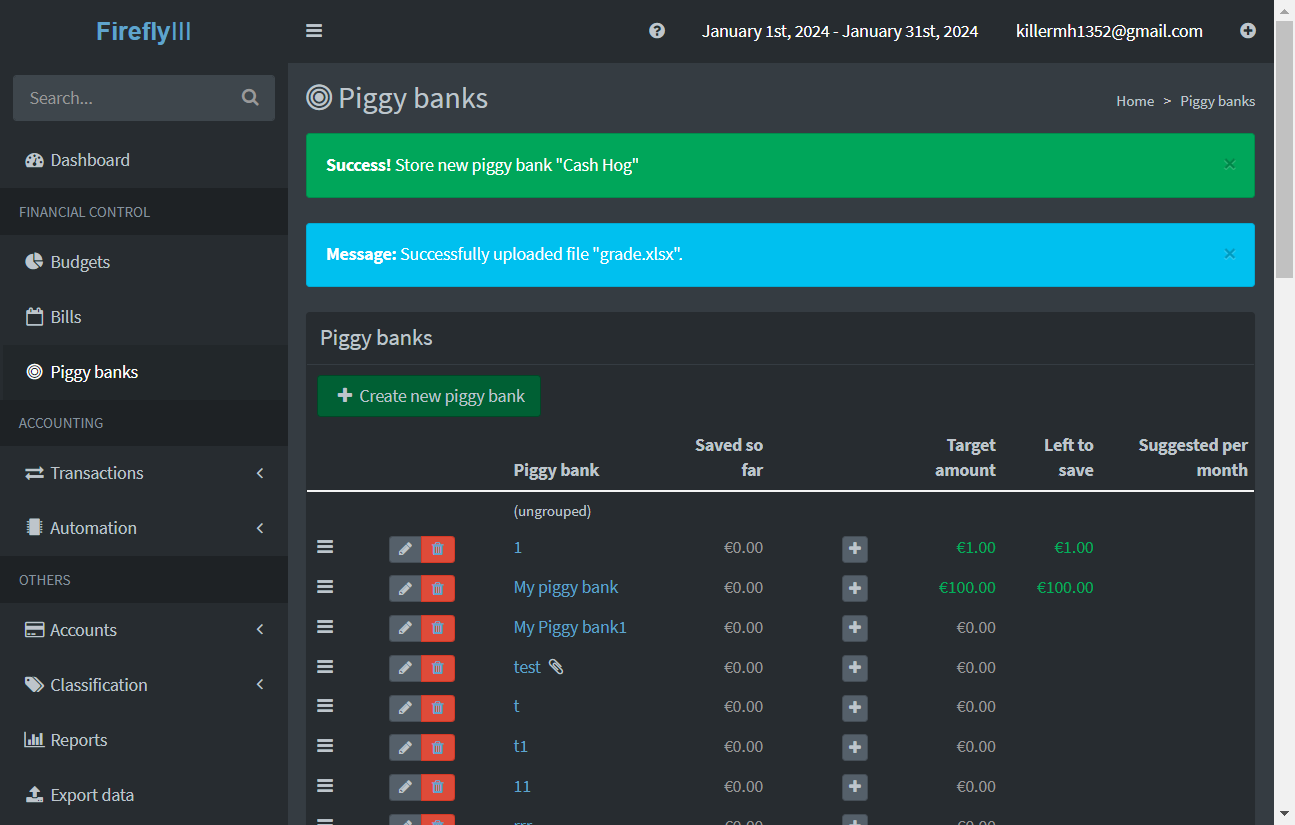 FireflyIII
January 1st, 2024 - January 31st, 2024
killermh1352@gmail.com
Search...
Dashboard
FINANCIAL CONTROL
Budgets
Bills
Piggy banks
ACCOUNTING
Transactions
Automation
OTHERS
Accounts
Classification
Reports
Export data
Piggy banks
Home > Piggy banks
Success! Store new piggy bank "Cash Hog"
×
Message: Successfully uploaded file "grade.xlsx".
×
Piggy banks
Create new piggy bank
Piggy bank
Saved so far
Target amount
Left to save
Suggested per month
(ungrouped)
1 €0.00 €1.00 €1.00
My piggy bank €0.00 €100.00 €100.00
My Piggy bank1 €0.00 €0.00
test €0.00 €0.00
t €0.00 €0.00
t1 €0.00 €0.00
11 €0.00 €0.00